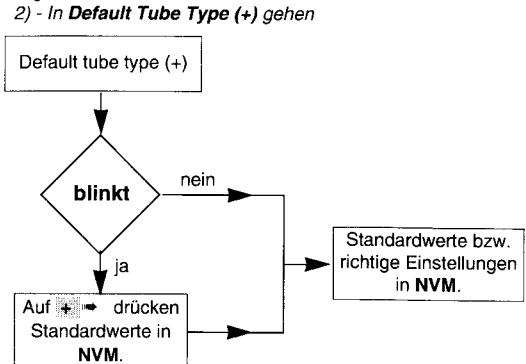 2) - In Default Tube Type (+) gehen
Default tube type (+)
blinkt
nein
ja
Auf + ➠ drücken
Standardwerte in
NVM.
Standardwerte bzw.
richtige Einstellungen
in NVM.